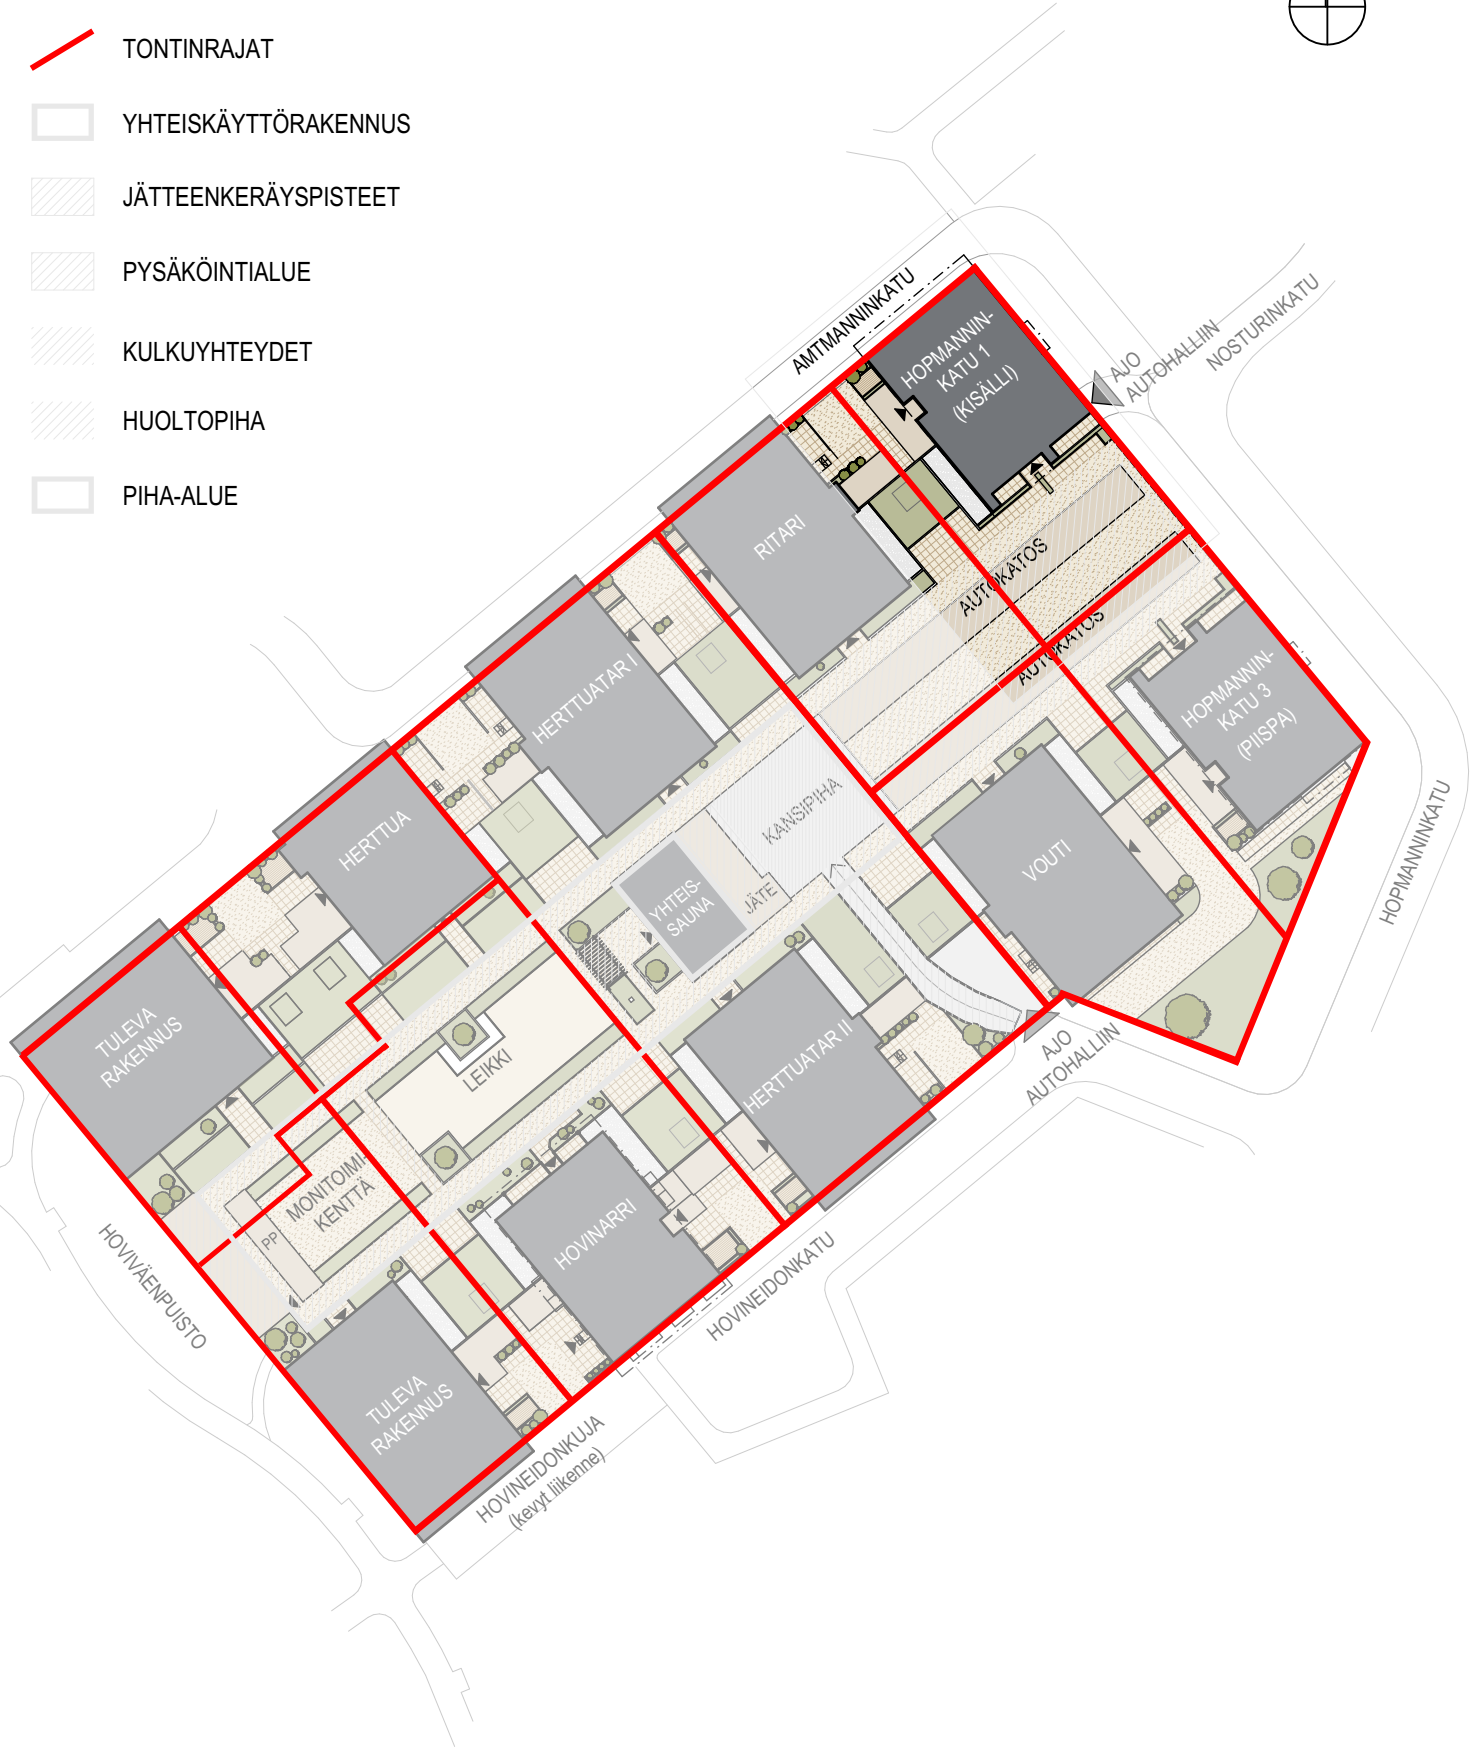 TONTINRAJAT
YHTEISKÄYTTÖRAKENNUS
JÄTTEENKERÄYSPISTEET
PYSÄKÖINTIALUE
KULKUYHTEYDET
HUOLTOPIHA
PIHA-ALUE
AMTMANNINKATU
HOPMANNIN-
KATU 1
(KISÄLLI)
AJO
AUTOHALLIIN
NOSTURINKATU
RITARI
AUTOKATOS
AUTOKATOS
HERTTUATAR I
HOPMANNIN-
KATU 3
(PIISPA)
HERTTUA
KANSIPIHA
VOUTI
HOPMANNINKATU
YHTEIS-
SAUNA
JÄTE
TULEVA
RAKENNUS
LEIKKI
HERTTUATAR II
AJO
AUTOHALLIIN
MONITOIMI-
KENTTÄ
PP
HOVINARRI
HOVIVÄENPUISTO
HOVINEIDONKATU
TULEVA
RAKENNUS
HOVINEIDONKUJA
(kevyt.liikenne)